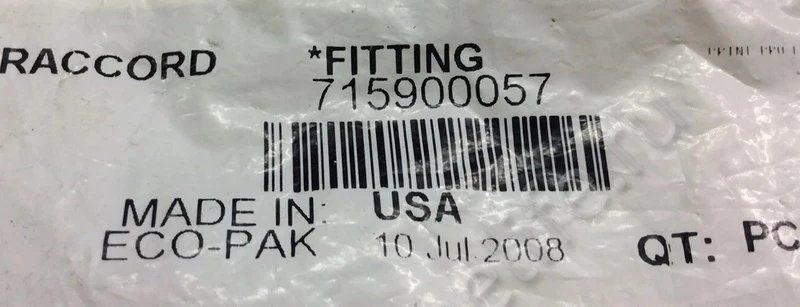 RACCORD *FITTING
715900057
MADE IN: USA
ECO-PAK 10 Jul 2008 QT: PC